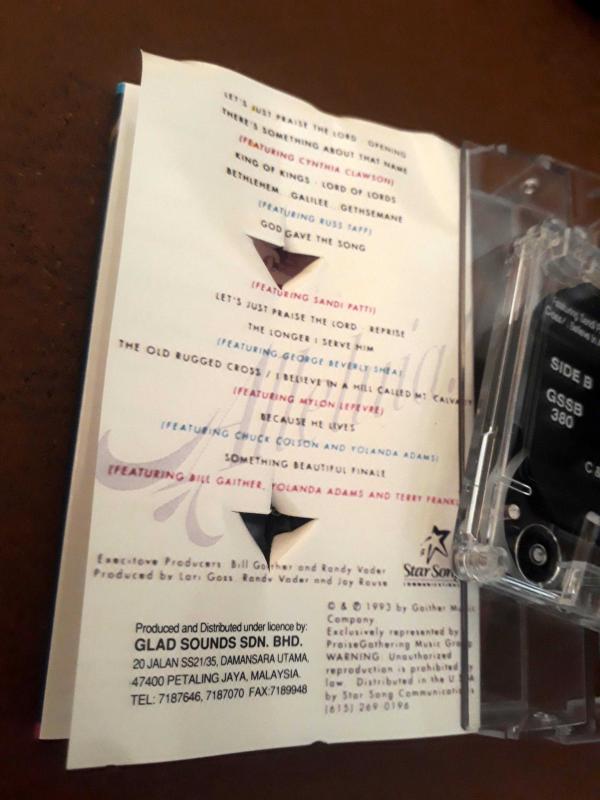 LET'S JUST PRAISE THE LORD OPENING
THERE'S SOMETHING ABOUT THAT NAME
(FEATURING CYNTHIA CLAWSON)
KING OF KINGS · LORD OF LORDS
BETHLEHEM...GALILEE...GETHSEMANE
(FEATURING RUSS TAFF)
GOD GAVE THE SONG
(FEATURING SANDI PATTI)
LET'S JUST PRAISE THE LORD REPRISE
THE LONGER I SERVE HIM
(FEATURING GEORGE BEVERLY SHEA)
THE OLD RUGGED CROSS / I BELIEVE IN A HILL CALLED MT. CALVARY
(FEATURING MYLON LEFEVRE)
BECAUSE HE LIVES
(FEATURING CHUCK COLSON AND YOLANDA ADAMS)
SOMETHING BEAUTIFUL FINALE
(FEATURING BILL GAITHER, YOLANDA ADAMS AND TERRY
Alleluia
Executive Producers Bill Gaither and Randy Vader
Produced by Lari Goss, Randy Vader and Jay Rouse
Star Song
COMMUNICATIONS
Produced and Distributed under licence by:
GLAD SOUNDS SDN. BHD.
20 JALAN SS21/35, DAMANSARA UTAMA,
47400 PETALING JAYA, MALAYSIA.
TEL: 7187646, 7187070 FAX:7189948
© & ℗ 1993 by Gaither Music
Company
Exclusively represented by
PraiseGathering Music Group
WARNING: Unauthorized
reproduction is prohibited by
law. Distributed in the U.S.A
by Star Song Communications
(615) 269-0196
Featuring Sandi
Cross/I Believe in
SIDE B
GSSB
380
C &